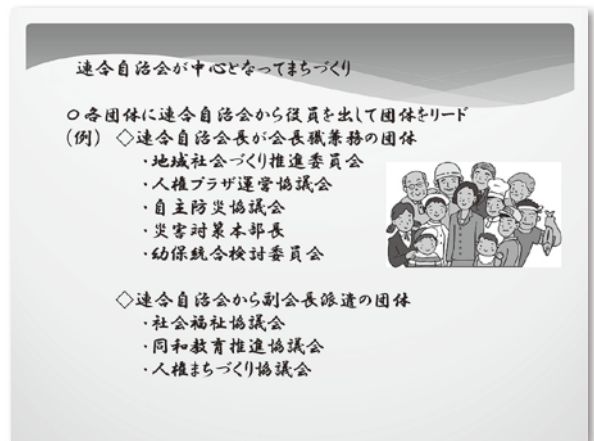 連合自治会が中心となってまちづくり
○各団体に連合自治会から役員を出して団体をリード
(例) ◇連合自治会長が会長職兼務の団体
・地域社会づくり推進委員会
・人権プラザ運営協議会
・自主防災協議会
・災害対策本部長
・幼保統合検討委員会
◇連合自治会から副会長派遣の団体
・社会福祉協議会
・同和教育推進協議会
・人権まちづくり協議会